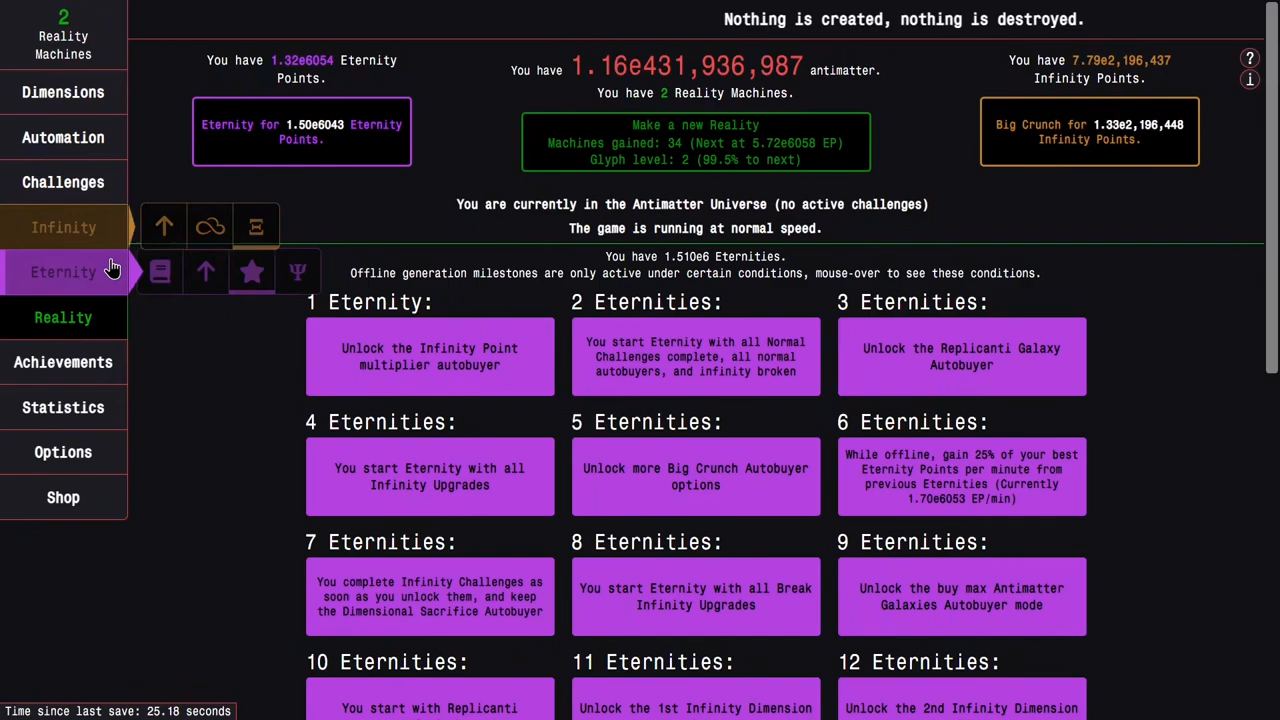 2
Reality
Machines
Dimensions
Automation
Challenges
Infinity
Eternity
Reality
Achievements
Statistics
Options
Shop
Nothing is created, nothing is destroyed.
You have 1.32e6054 Eternity
Points.
Eternity for 1.50e6043 Eternity
Points.
You have 1.16e431,936,987 antimatter.
You have 2 Reality Machines.
Make a new Reality
Machines gained: 34 (Next at 5.72e6058 EP)
Glyph level: 2 (99.5% to next)
You have 7.79e2,196,437
Infinity Points.
Big Crunch for 1.33e2,196,448
Infinity Points.
?
i
You are currently in the Antimatter Universe (no active challenges)
The game is running at normal speed.
You have 1.510e6 Eternities.
Offline generation milestones are only active under certain conditions, mouse-over to see these conditions.
1 Eternity:
Unlock the Infinity Point
multiplier autobuyer
2 Eternities:
You start Eternity with all Normal
Challenges complete, all normal
autobuyers, and infinity broken
3 Eternities:
Unlock the Replicanti Galaxy
Autobuyer
4 Eternities:
You start Eternity with all
Infinity Upgrades
5 Eternities:
Unlock more Big Crunch Autobuyer
options
6 Eternities:
While offline, gain 25% of your best
Eternity Points per minute from
previous Eternities (Currently
1.70e6053 EP/min)
7 Eternities:
You complete Infinity Challenges as
soon as you unlock them, and keep
the Dimensional Sacrifice Autobuyer
8 Eternities:
You start Eternity with all Break
Infinity Upgrades
9 Eternities:
Unlock the buy max Antimatter
Galaxies Autobuyer mode
10 Eternities:
You start with Replicanti
11 Eternities:
Unlock the 1st Infinity Dimension
12 Eternities:
Unlock the 2nd Infinity Dimension
Time since last save: 25.18 seconds